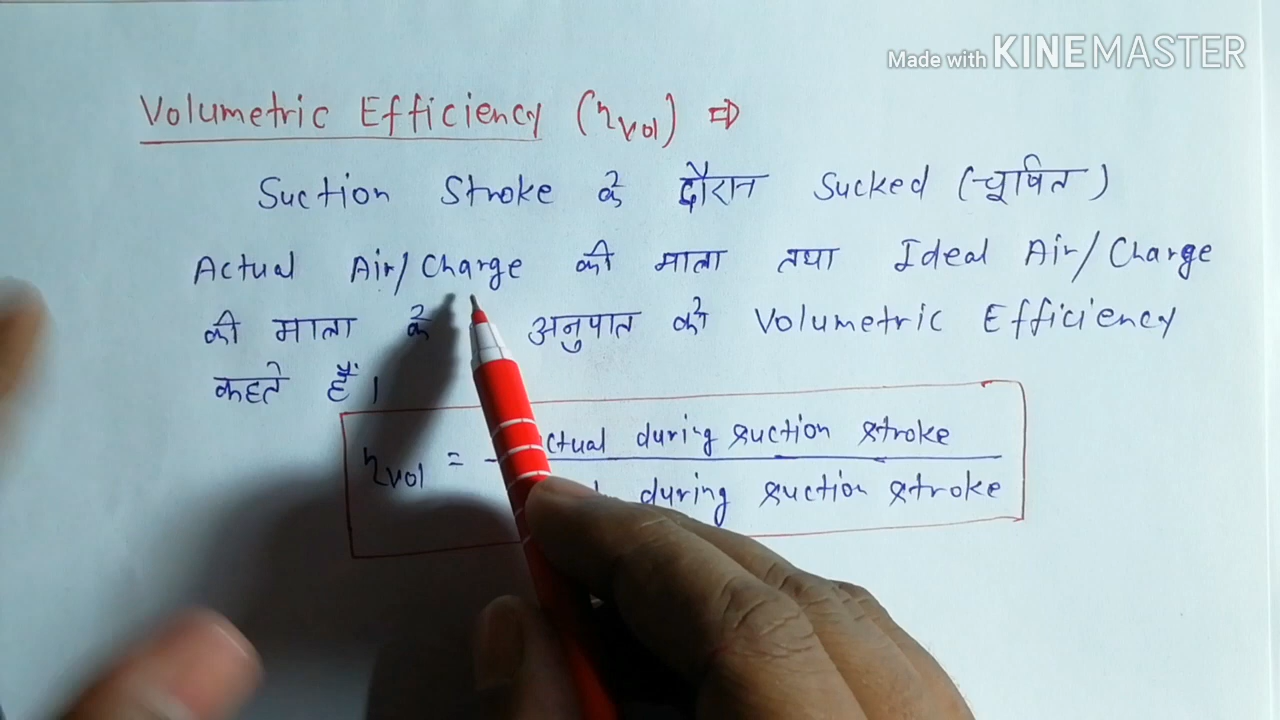 Made with KINEMASTER
Volumetric Efficiency (ηvol) ⇒
Suction Stroke के दौरान Sucked (चूषित)
Actual Air/Charge की मात्रा तथा Ideal Air/Charge
की मात्रा के अनुपात को Volumetric Efficiency
कहते हैं।
ηvol =
during suction stroke
during suction stroke